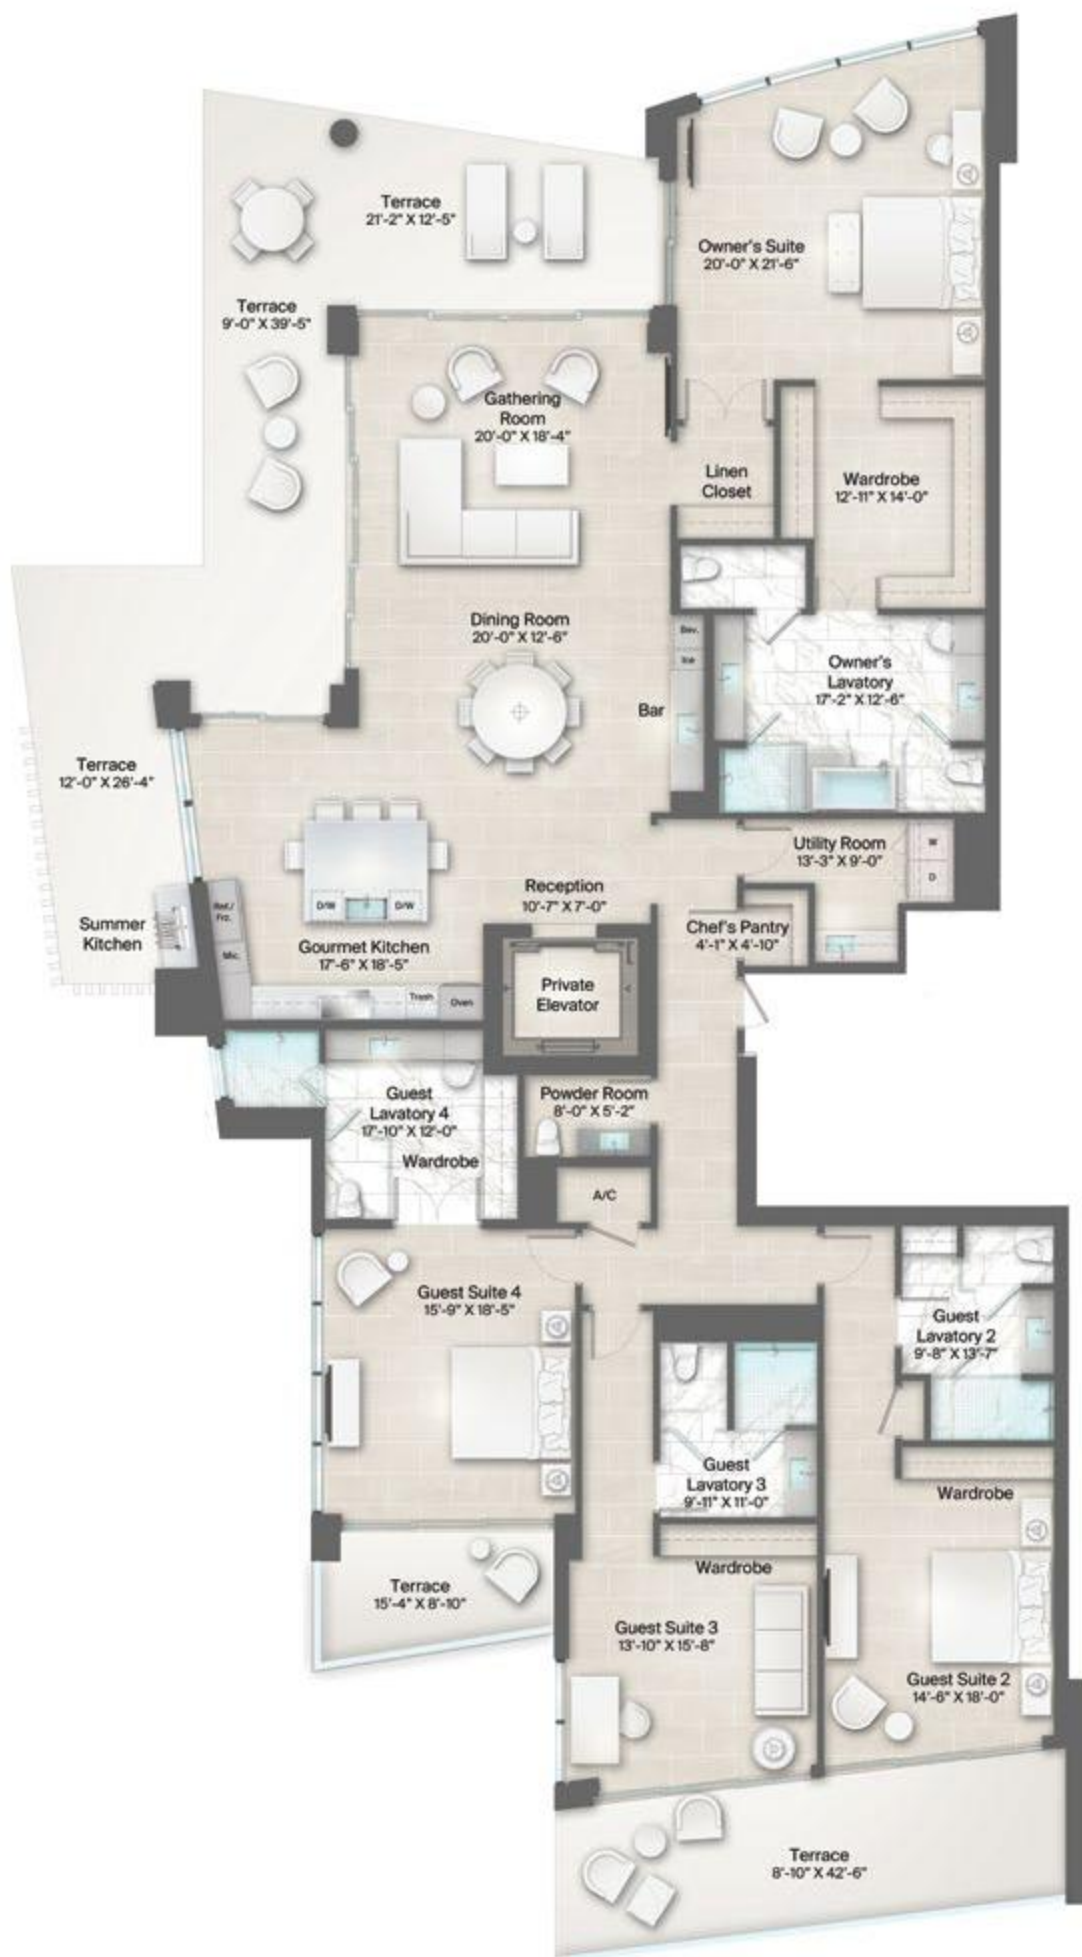 Terrace
21'-2" X 12'-5"
Owner's Suite
20'-0" X 21'-6"
Terrace
9'-0" X 39'-5"
Gathering
Room
20'-0" X 18'-4"
Linen
Closet
Wardrobe
12'-11" X 14'-0"
Dining Room
20'-0" X 12'-6"
Bev.
Ice
Owner's
Lavatory
17'-2" X 12'-6"
Bar
Terrace
12'-0" X 26'-4"
Utility Room
13'-3" X 9'-0"
W
D
Reception
10'-7" X 7'-0"
Ref./
Frz.
D/W
D/W
Summer
Kitchen
Chef's Pantry
4'-1" X 4'-10"
Gourmet Kitchen
17'-6" X 18'-5"
Mic.
Trash
Oven
Private
Elevator
Guest
Lavatory 4
17'-10" X 12'-0"
Wardrobe
Powder Room
8'-0" X 5'-2"
A/C
Guest Suite 4
15'-9" X 18'-5"
Guest
Lavatory 2
9'-8" X 13'-7"
Guest
Lavatory 3
9'-11" X 11'-0"
Wardrobe
Wardrobe
Terrace
15'-4" X 8'-10"
Guest Suite 3
13'-10" X 15'-8"
Guest Suite 2
14'-6" X 18'-0"
Terrace
8'-10" X 42'-6"